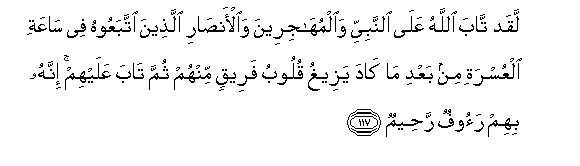 لَّقَد تَّابَ ٱللَّهُ عَلَى ٱلنَّبِيِّ وَٱلْمُهَـٰجِرِينَ وَٱلْأَنصَارِ ٱلَّذِينَ ٱتَّبَعُوهُ فِى سَاعَةِ
ٱلْعُسْرَةِ مِنۢ بَعْدِ مَا كَادَ يَزِيغُ قُلُوبُ فَرِيقٍ مِّنْهُمْ ثُمَّ تَابَ عَلَيْهِمْ ۚ إِنَّهُۥ
بِهِمْ رَءُوفٌ رَّحِيمٌ ﴿١١٧﴾